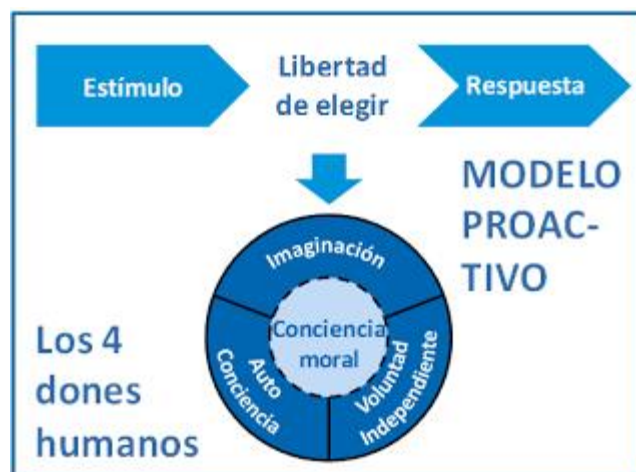 Estímulo
Libertad
de elegir
Respuesta
MODELO
PROAC-
TIVO
Imaginación
Conciencia
moral
Auto
Conciencia
Voluntad
Independiente
Los 4
dones
humanos